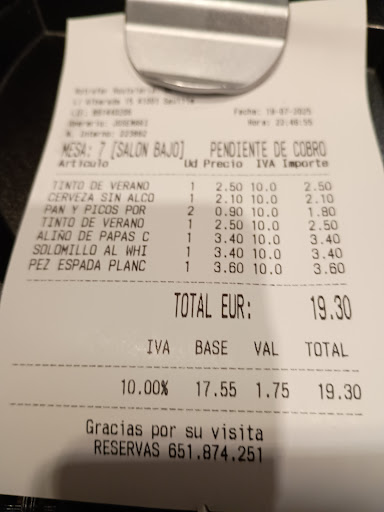 Fecha: 19-07-2025
Hora: 22:40:55
MESA: 7 [SALON BAJO] PENDIENTE DE COBRO
Artículo Ud Precio IVA Importe
TINTO DE VERANO 1 2.50 10.0 2.50
CERVEZA SIN ALCO 1 2.10 10.0 2.10
PAN Y PICOS POR 2 0.90 10.0 1.80
TINTO DE VERANO 1 2.50 10.0 2.50
ALIÑO DE PAPAS C 1 3.40 10.0 3.40
SOLOMILLO AL WHI 1 3.40 10.0 3.40
PEZ ESPADA PLANC 1 3.60 10.0 3.60
TOTAL EUR: 19.30
IVA BASE VAL TOTAL
10.00% 17.55 1.75 19.30
Gracias por su visita
RESERVAS 651.874.251